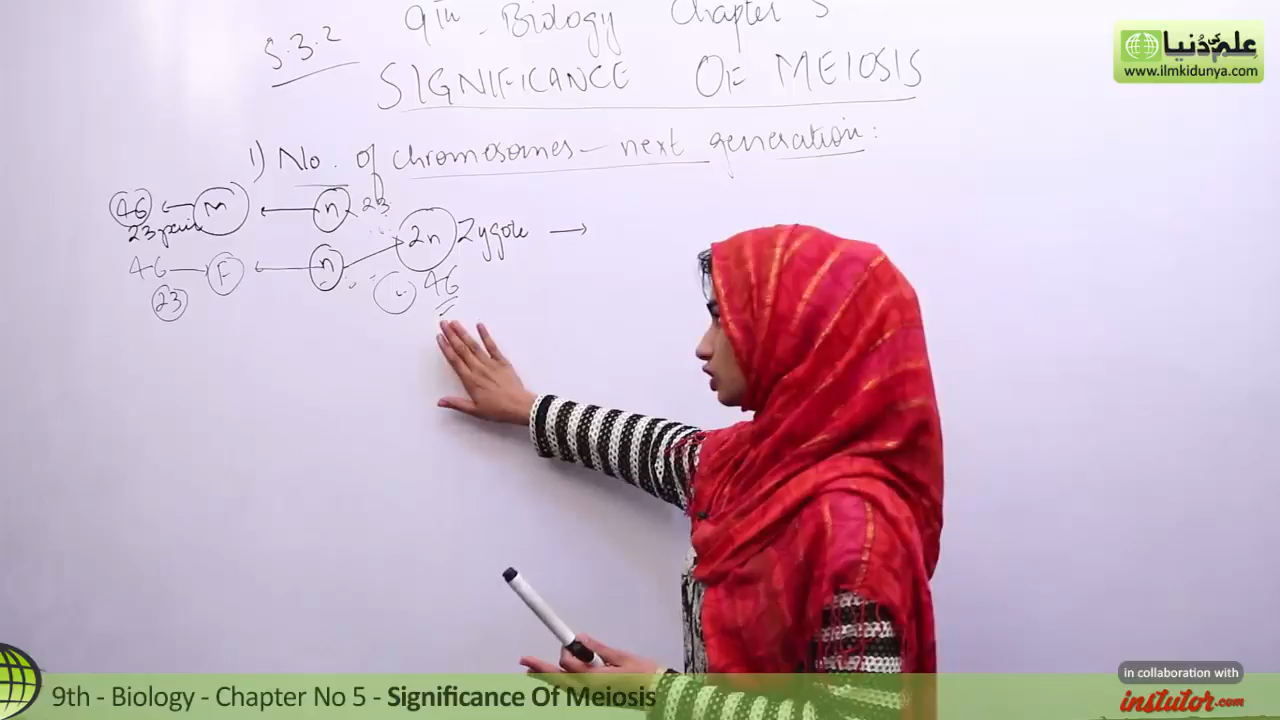 9th - Biology Chapter 5
5.3.2
SIGNIFICANCE OF MEIOSIS
1) No. of chromosomes - next generation:
46 M n 23
23 pairs
2n Zygote
46 F n
23
46
علم کی دُنیا
www.ilmkidunya.com
9th - Biology - Chapter No 5 - Significance Of Meiosis
in collaboration with
instutor.com